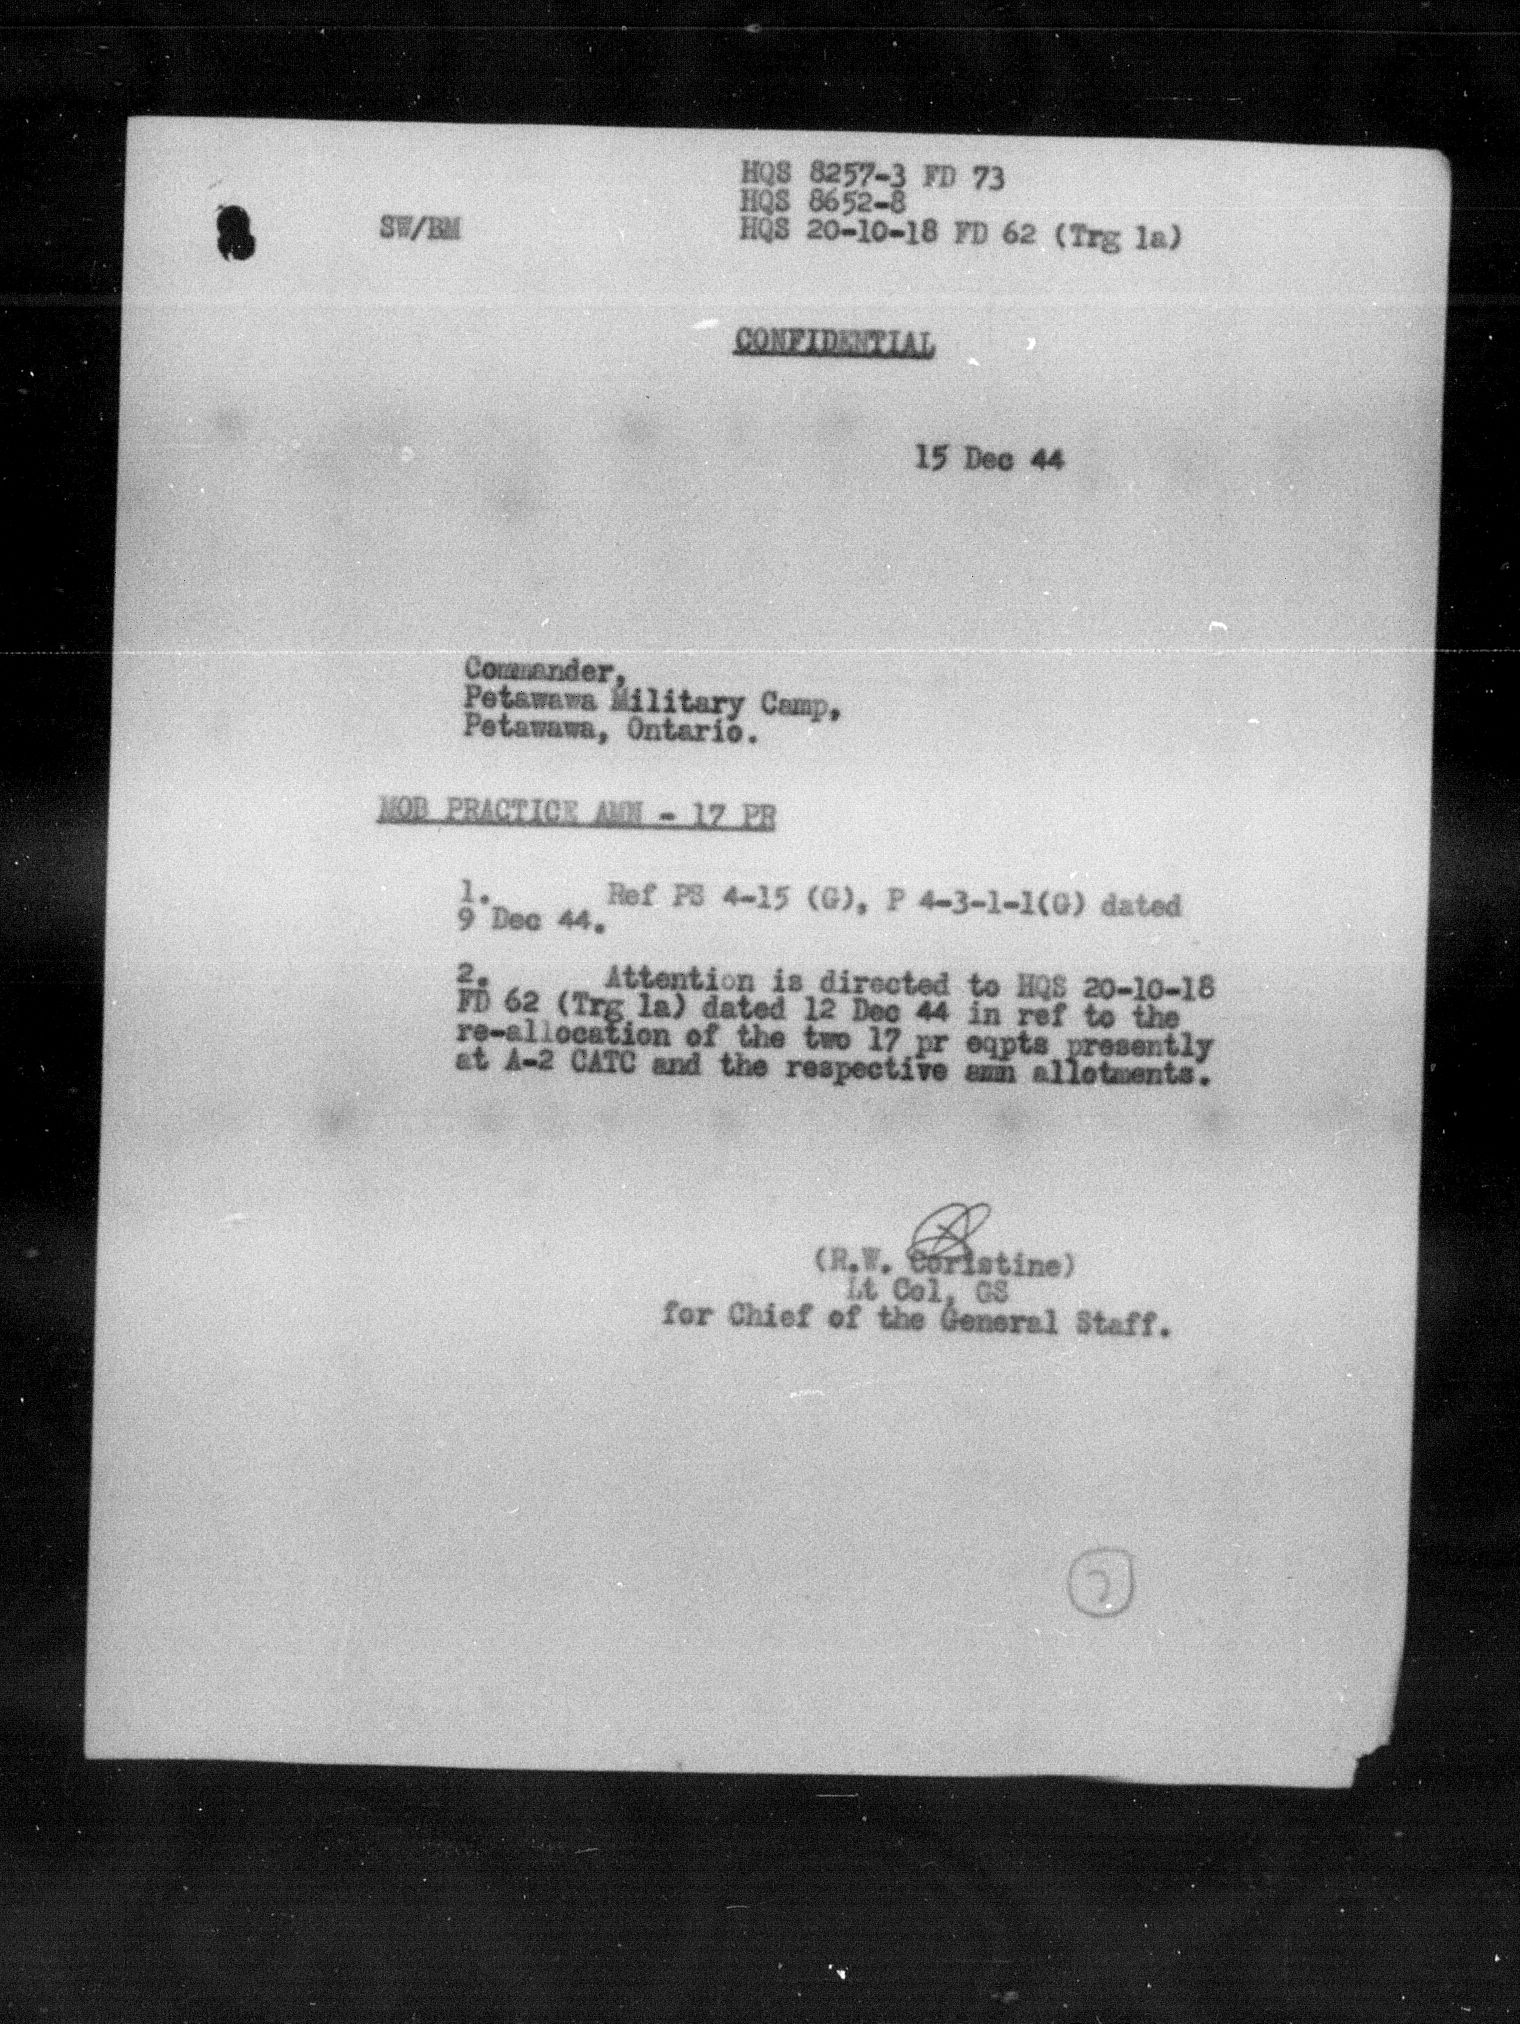 HQS 8257-3 FD 73
HQS 8652-8
SW/BM
HQS 20-10-18 FD 62 (Trg 1a)
CONFIDENTIAL
15 Dec 44
Commander,
Petawawa Military Camp,
Petawawa, Ontario.
MOB PRACTICE AMN - 17 PR
1. Ref PS 4-15 (G), P 4-3-1-1(G) dated
9 Dec 44.
2. Attention is directed to HQS 20-10-18
FD 62 (Trg 1a) dated 12 Dec 44 in ref to the
re-allocation of the two 17 pr eqpts presently
at A-2 CATC and the respective amn allotments.
(R.W. Coristine)
Lt Col, GS
for Chief of the General Staff.